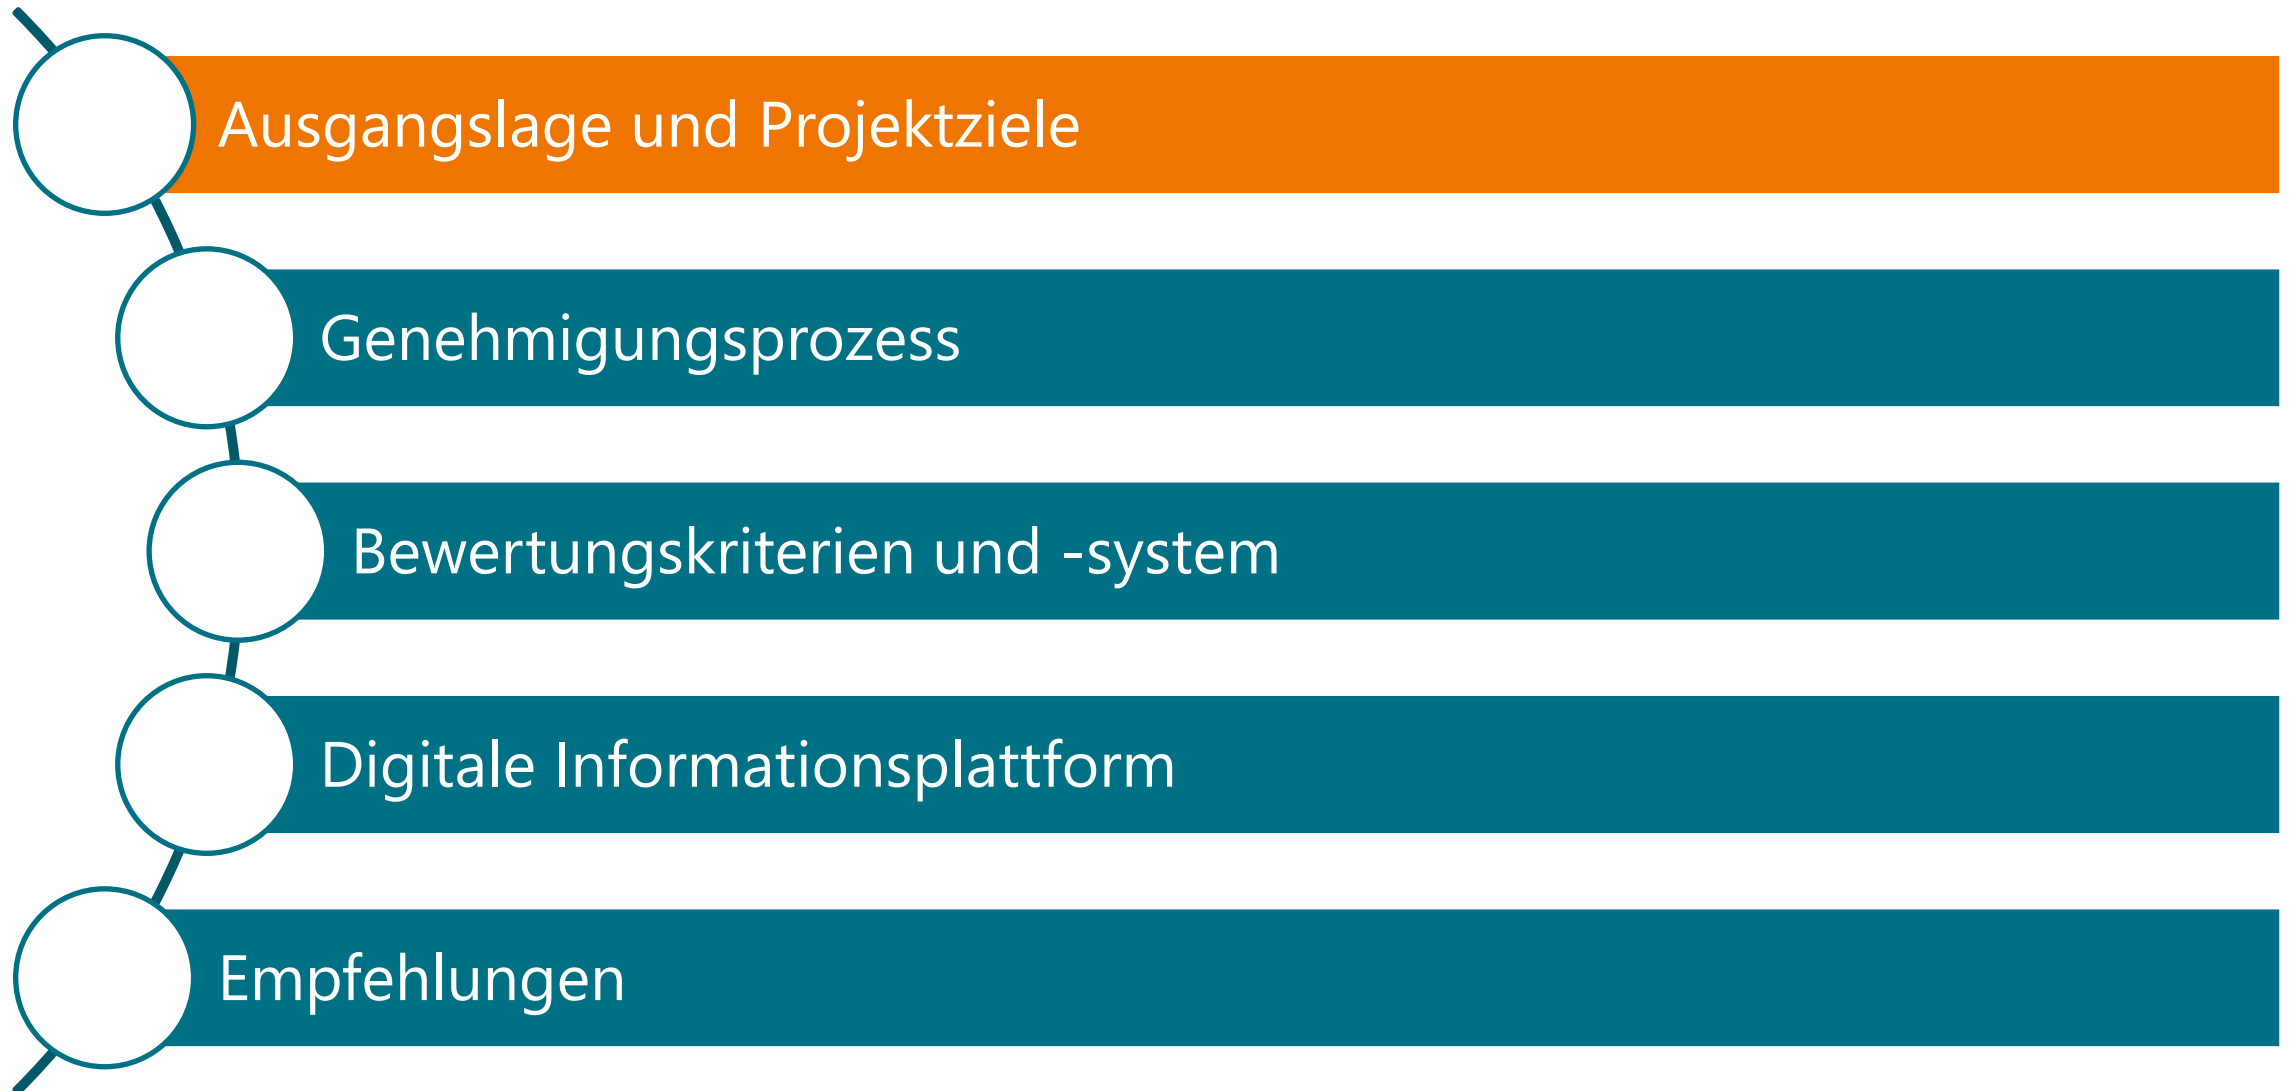 Ausgangslage und Projektziele
Genehmigungsprozess
Bewertungskriterien und -system
Digitale Informationsplattform
Empfehlungen